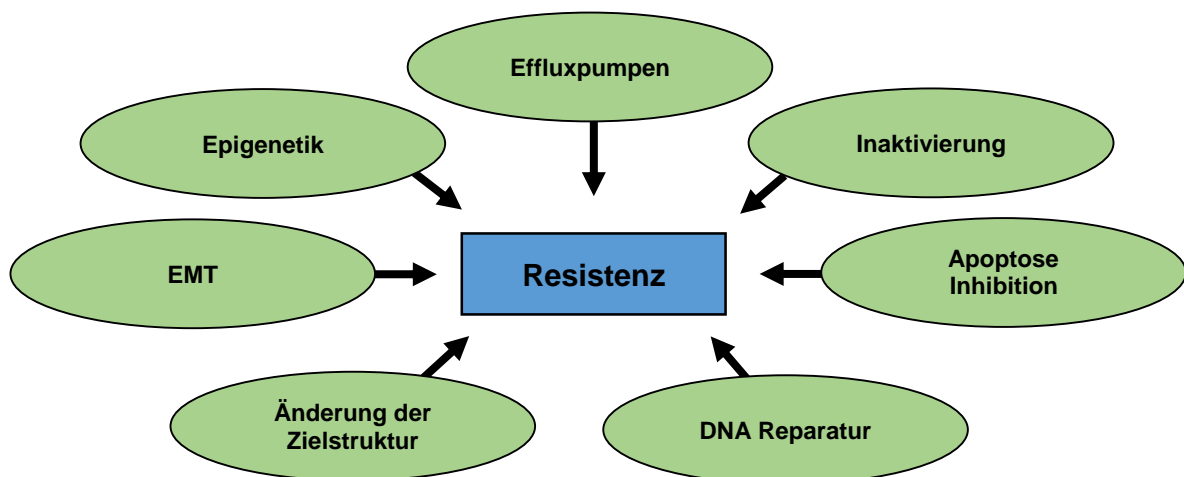 Effluxpumpen
Epigenetik
Inaktivierung
EMT
Resistenz
Apoptose
Inhibition
Änderung der
Zielstruktur
DNA Reparatur